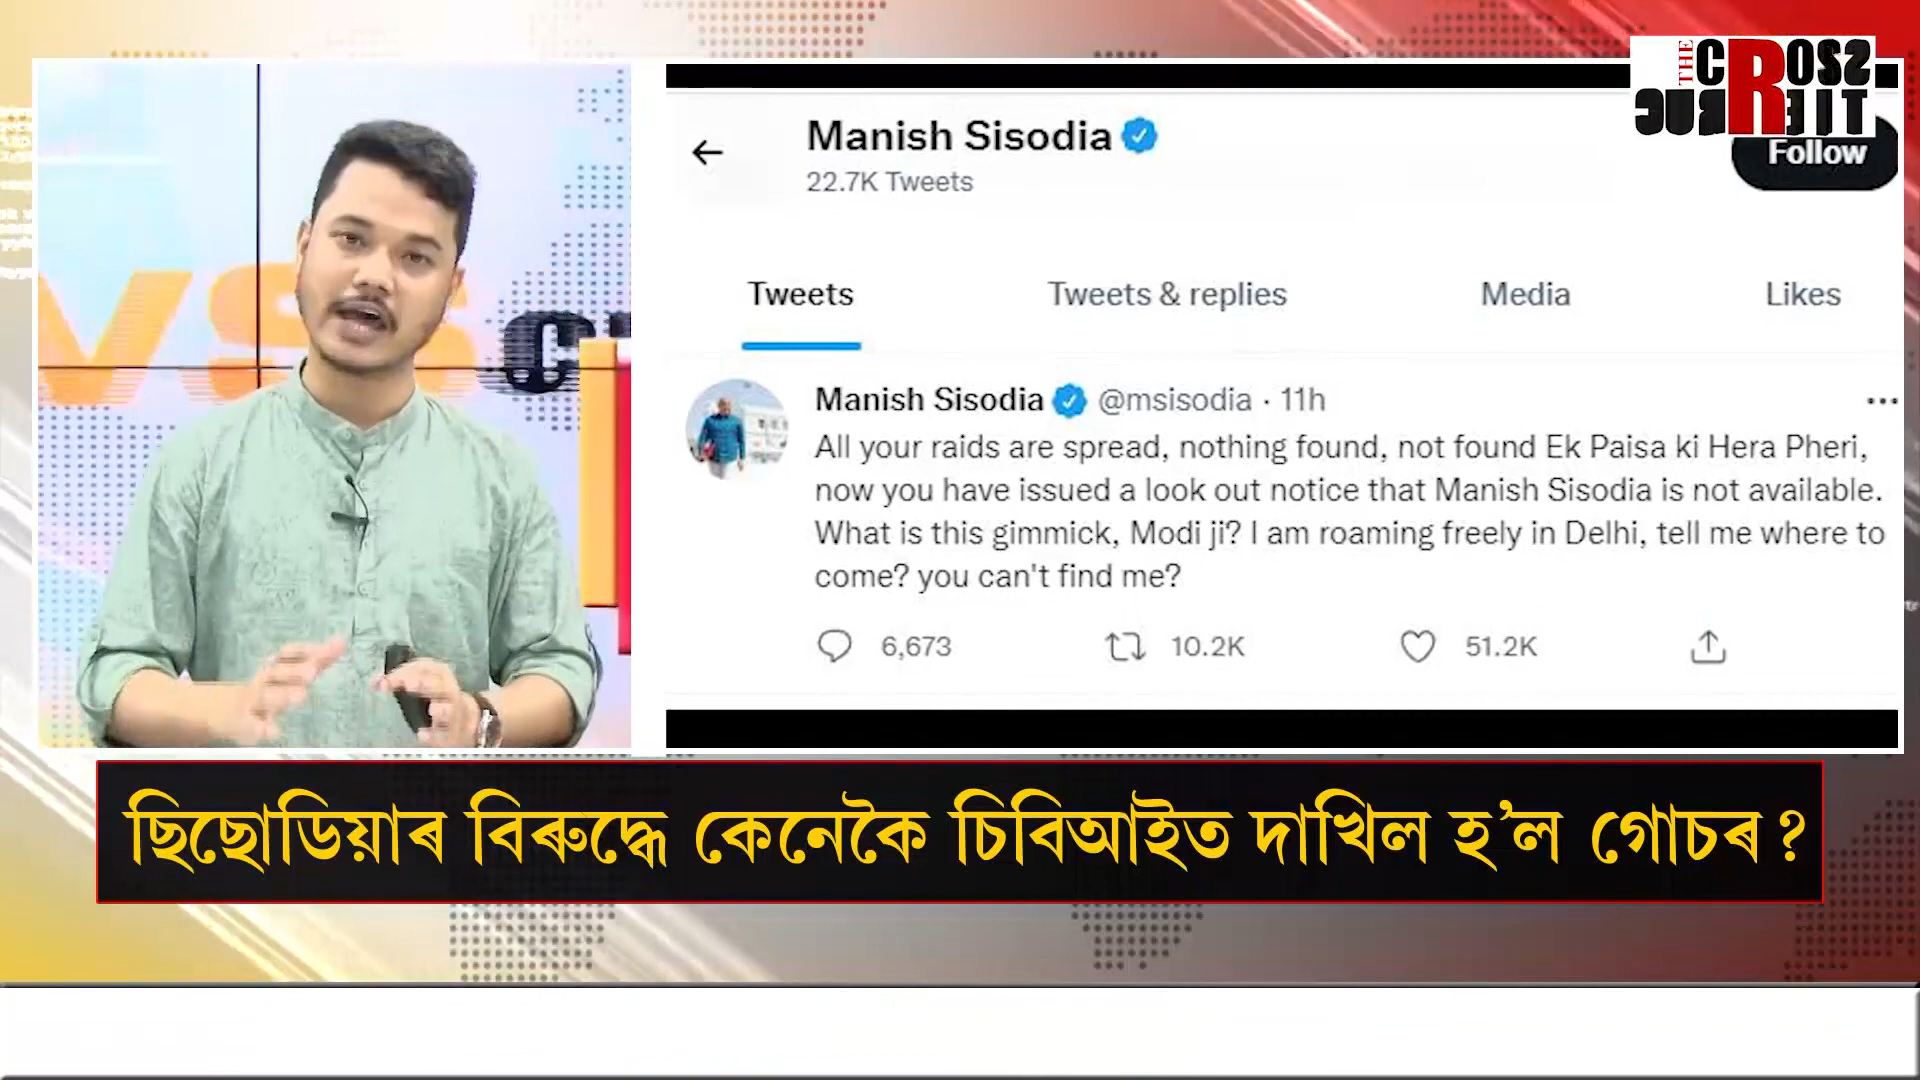 THE CROSS
CURRENT
Manish Sisodia
22.7K Tweets
Follow
Tweets
Tweets & replies
Media
Likes
Manish Sisodia @msisodia · 11h
All your raids are spread, nothing found, not found Ek Paisa ki Hera Pheri,
now you have issued a look out notice that Manish Sisodia is not available.
What is this gimmick, Modi ji? I am roaming freely in Delhi, tell me where to
come? you can't find me?
6,673
10.2K
51.2K
ছিছোডিয়াৰ বিৰুদ্ধে কেনেকৈ চিবিআইত দাখিল হ'ল গোচৰ ?